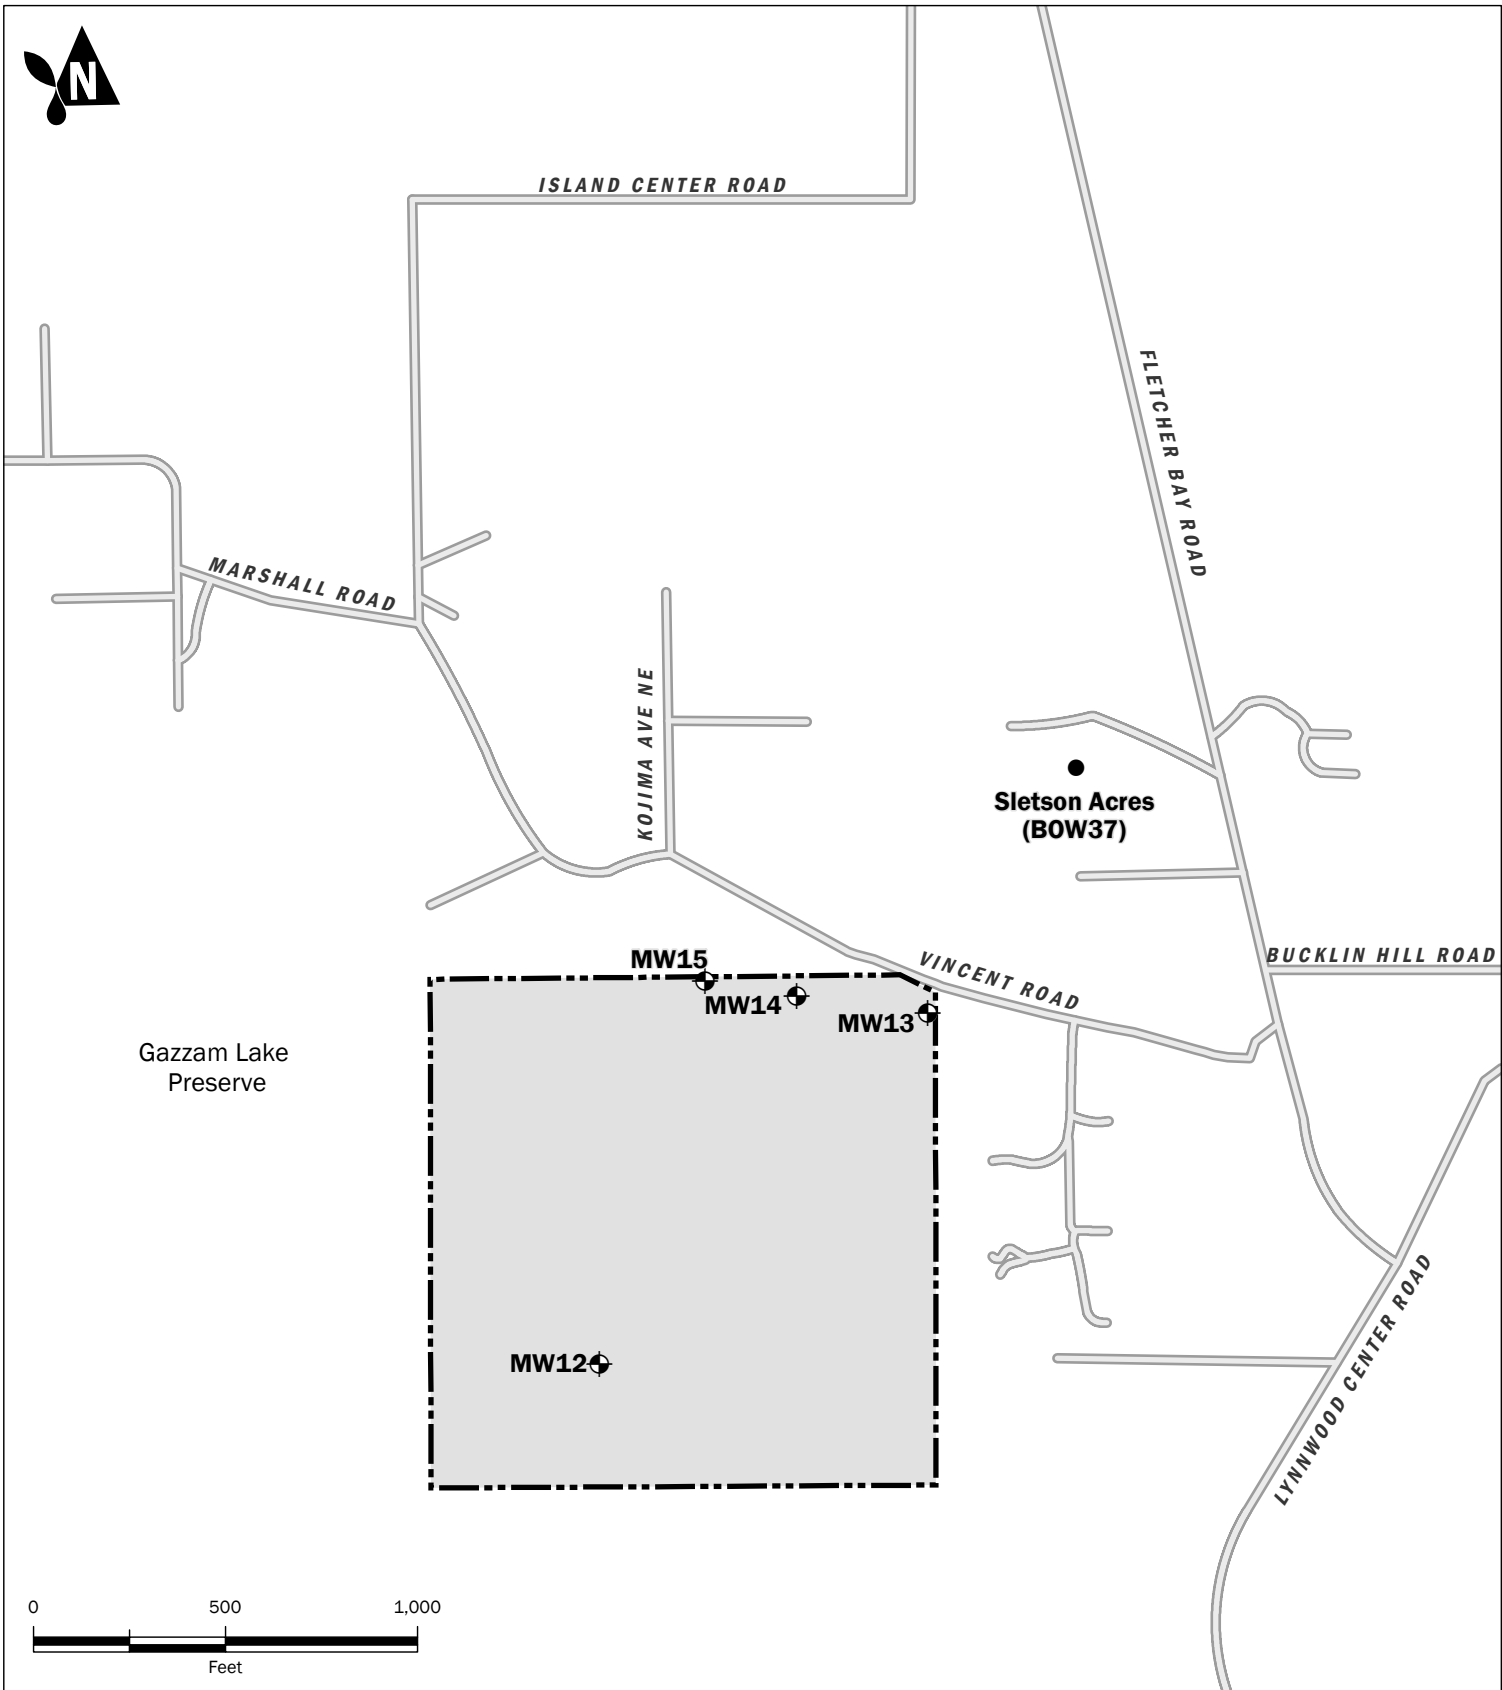 N
ISLAND CENTER ROAD
FLETCHER BAY ROAD
MARSHALL ROAD
KOJIMA AVE NE
Sletson Acres
(BOW37)
VINCENT ROAD
BUCKLIN HILL ROAD
MW15
MW14
MW13
Gazzam Lake
Preserve
MW12
LYNNWOOD CENTER ROAD
0 500 1,000
Feet